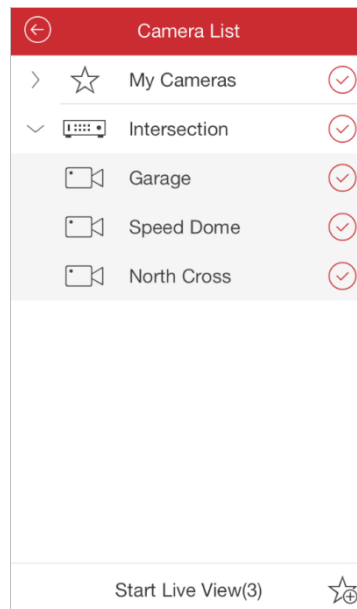 Camera List
My Cameras
Intersection
Garage
Speed Dome
North Cross
Start Live View(3)